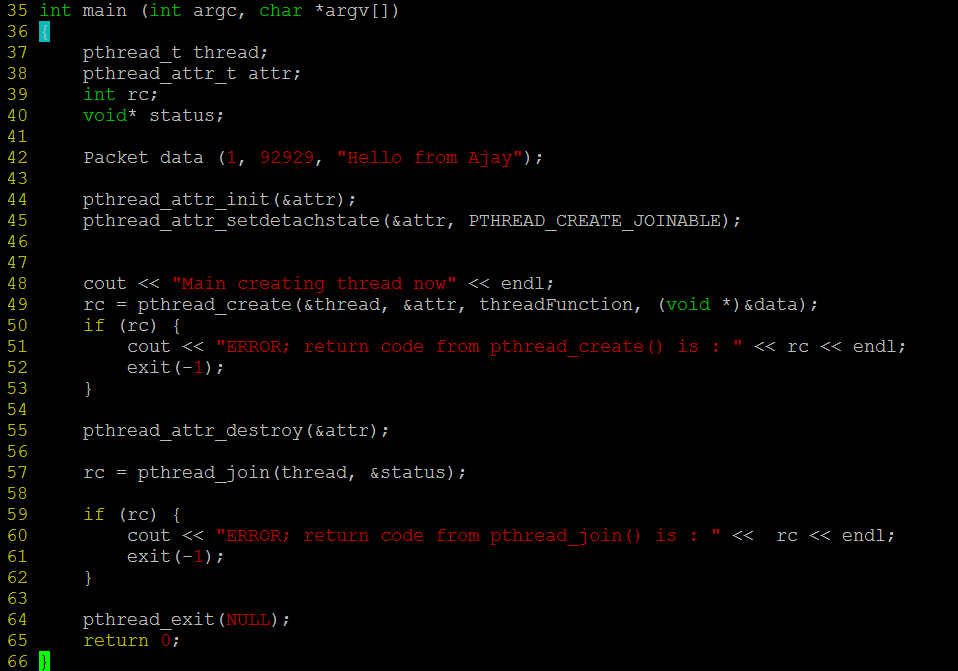 35 int main (int argc, char *argv[])
36 {
37     pthread_t thread;
38     pthread_attr_t attr;
39     int rc;
40     void* status;
41
42     Packet data (1, 92929, "Hello from Ajay");
43
44     pthread_attr_init(&attr);
45     pthread_attr_setdetachstate(&attr, PTHREAD_CREATE_JOINABLE);
46
47
48     cout << "Main creating thread now" << endl;
49     rc = pthread_create(&thread, &attr, threadFunction, (void *)&data);
50     if (rc) {
51         cout << "ERROR; return code from pthread_create() is : " << rc << endl;
52         exit(-1);
53     }
54
55     pthread_attr_destroy(&attr);
56
57     rc = pthread_join(thread, &status);
58
59     if (rc) {
60         cout << "ERROR; return code from pthread_join() is : " <<  rc << endl;
61         exit(-1);
62     }
63
64     pthread_exit(NULL);
65     return 0;
66 }